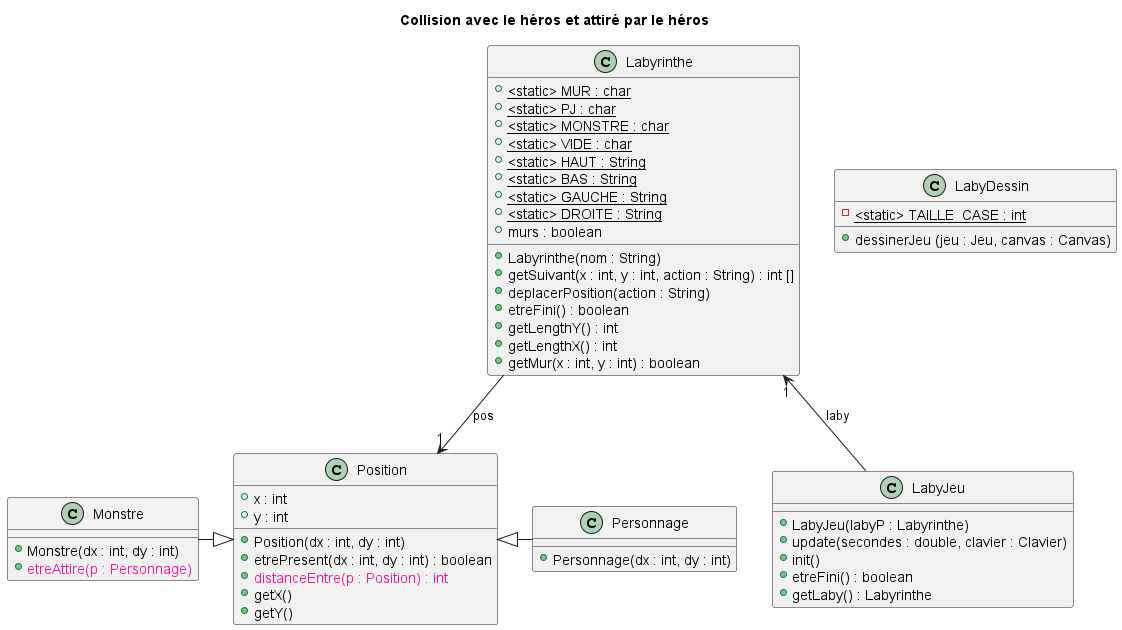 Collision avec le héros et attiré par le héros
C Labyrinthe
<static> MUR : char
<static> PJ : char
<static> MONSTRE : char
<static> VIDE : char
<static> HAUT : String
<static> BAS : String
<static> GAUCHE : String
<static> DROITE : String
murs : boolean
Labyrinthe(nom : String)
getSuivant(x : int, y : int, action : String) : int []
deplacerPosition(action : String)
etreFini() : boolean
getLengthY() : int
getLengthX() : int
getMur(x : int, y : int) : boolean
C LabyDessin
<static> TAILLE_CASE : int
dessinerJeu (jeu : Jeu, canvas : Canvas)
1
pos
1
laby
C Monstre
Monstre(dx : int, dy : int)
etreAttire(p : Personnage)
C Position
x : int
y : int
Position(dx : int, dy : int)
etrePresent(dx : int, dy : int) : boolean
distanceEntre(p : Position) : int
getX()
getY()
C Personnage
Personnage(dx : int, dy : int)
C LabyJeu
LabyJeu(labyP : Labyrinthe)
update(secondes : double, clavier : Clavier)
init()
etreFini() : boolean
getLaby() : Labyrinthe